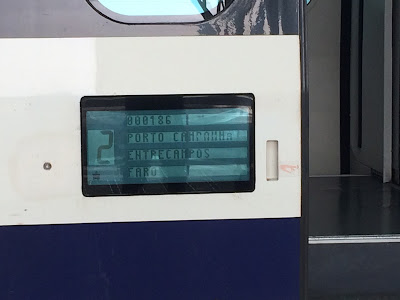 000186
2
PORTO CAMPANHA
ENTRECAMPOS
FARO